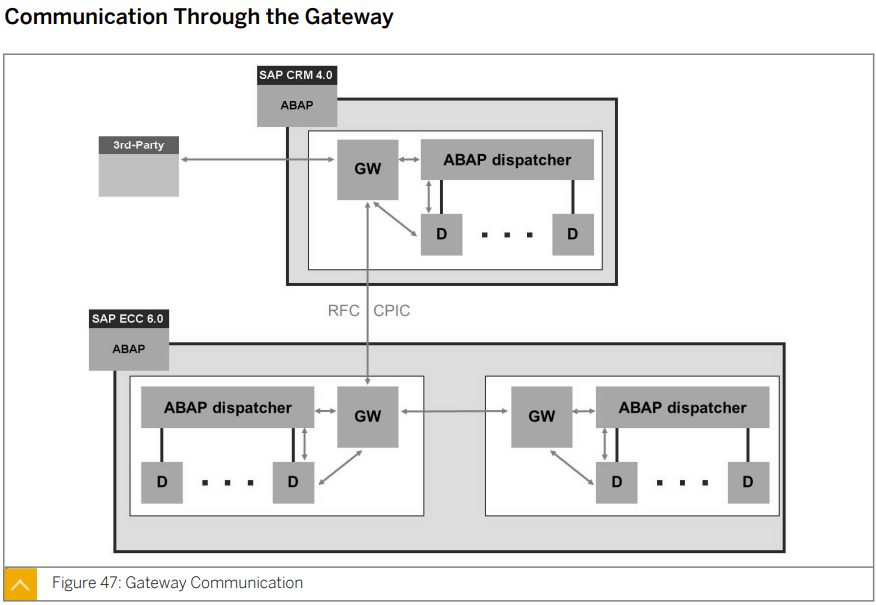 Communication Through the Gateway
SAP CRM 4.0
ABAP
3rd-Party
GW
ABAP dispatcher
D
D
RFC
CPIC
SAP ECC 6.0
ABAP
ABAP dispatcher
GW
D
D
GW
ABAP dispatcher
D
D
Figure 47: Gateway Communication